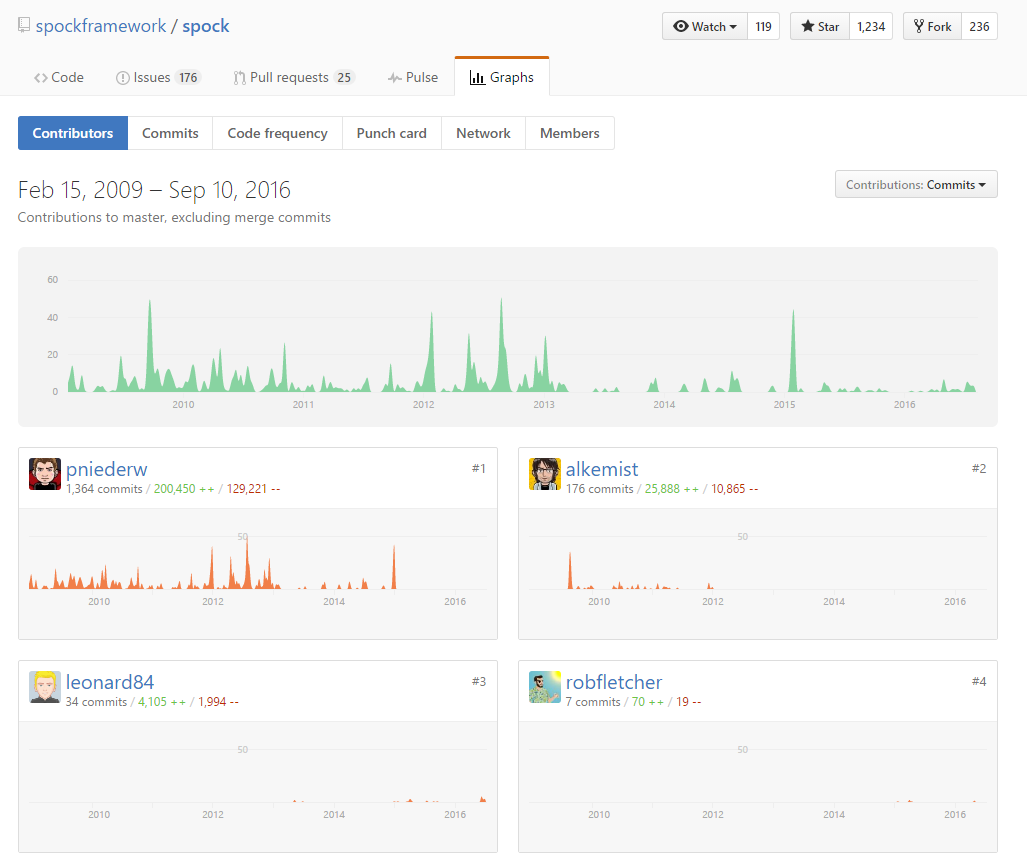 spockframework / spock
Watch 119 Star 1,234 Fork 236
Code Issues 176 Pull requests 25 Pulse Graphs
Contributors Commits Code frequency Punch card Network Members
Feb 15, 2009 – Sep 10, 2016
Contributions: Commits
Contributions to master, excluding merge commits
60
40
20
0
2010 2011 2012 2013 2014 2015 2016
pniederw #1
1,364 commits / 200,450 ++ / 129,221 --
50
2010 2012 2014 2016
alkemist #2
176 commits / 25,888 ++ / 10,865 --
50
2010 2012 2014 2016
leonard84 #3
34 commits / 4,105 ++ / 1,994 --
50
2010 2012 2014 2016
robfletcher #4
7 commits / 70 ++ / 19 --
50
2010 2012 2014 2016